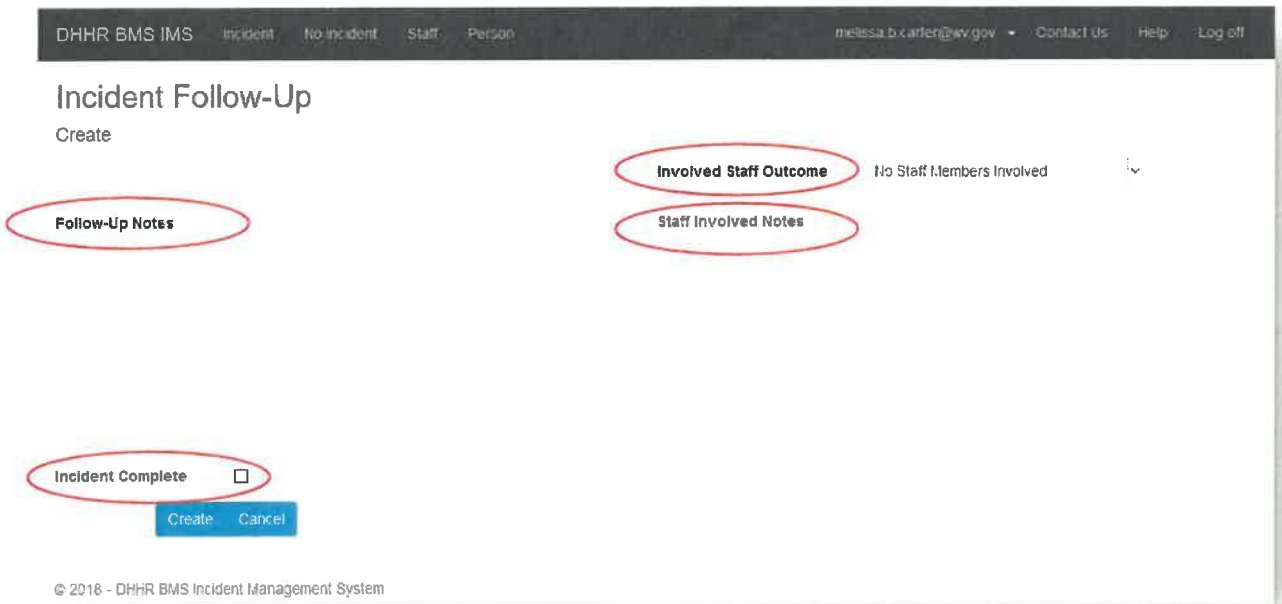 DHHR BMS IMS Incident No Incident Staff Person melissa.b.carter@wv.gov Contact Us Help Log off
Incident Follow-Up
Create
Involved Staff Outcome No Staff Members Involved
Follow-Up Notes Staff Involved Notes
Incident Complete
Create Cancel
© 2018 - DHHR BMS Incident Management System